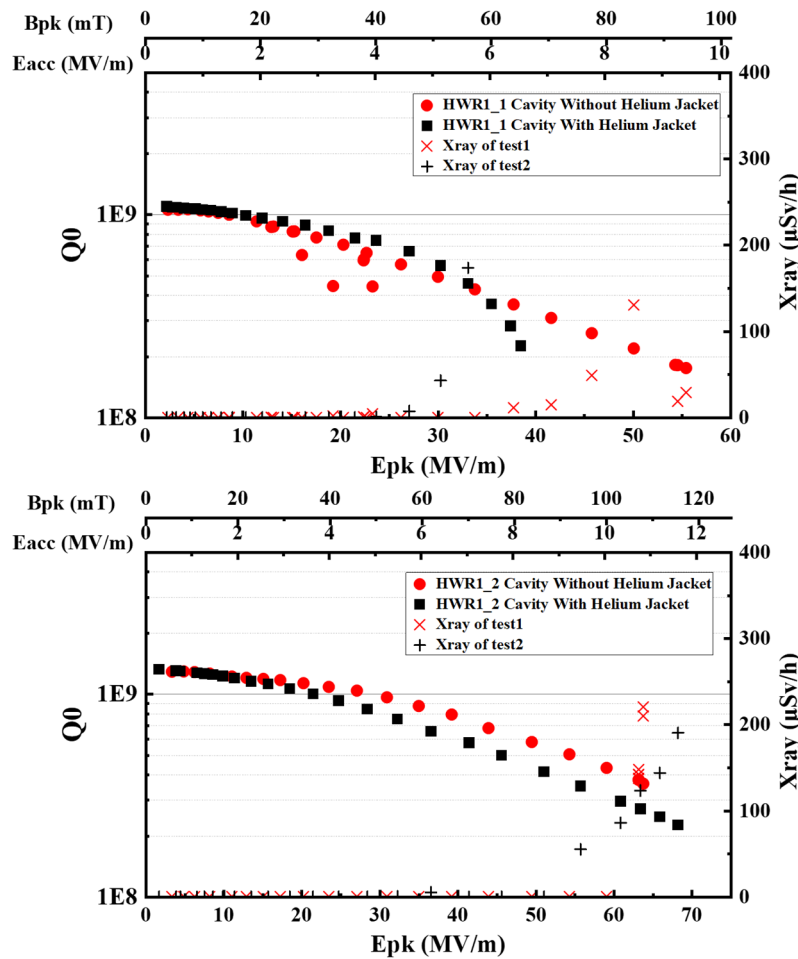 Bpk (mT)
0 20 40 60 80 100
Eacc (MV/m)
0 2 4 6 8 10
400
HWR1_1 Cavity Without Helium Jacket
HWR1_1 Cavity With Helium Jacket
Xray of test1
Xray of test2
300
1E9
Q0
200
Xray (μSv/h)
100
1E8
0
0 10 20 30 40 50 60
Epk (MV/m)
Bpk (mT)
0 20 40 60 80 100 120
Eacc (MV/m)
0 2 4 6 8 10 12
400
HWR1_2 Cavity Without Helium Jacket
HWR1_2 Cavity With Helium Jacket
Xray of test1
Xray of test2
300
1E9
Q0
200
Xray (μSv/h)
100
1E8
0
0 10 20 30 40 50 60 70
Epk (MV/m)